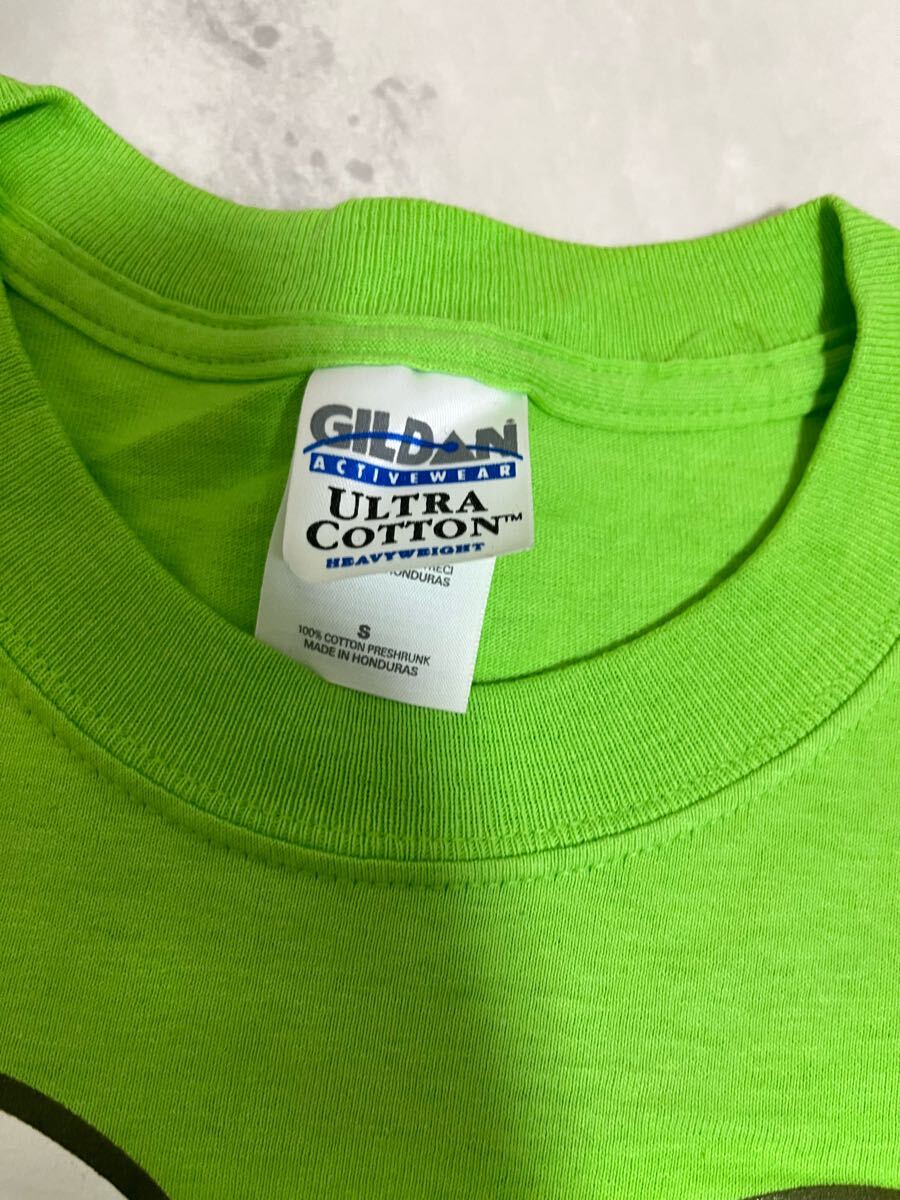 GILDAN®
ACTIVEWEAR
ULTRA
COTTON™
HEAVYWEIGHT
HONDURAS
S
100% COTTON PRESHRUNK
MADE IN HONDURAS